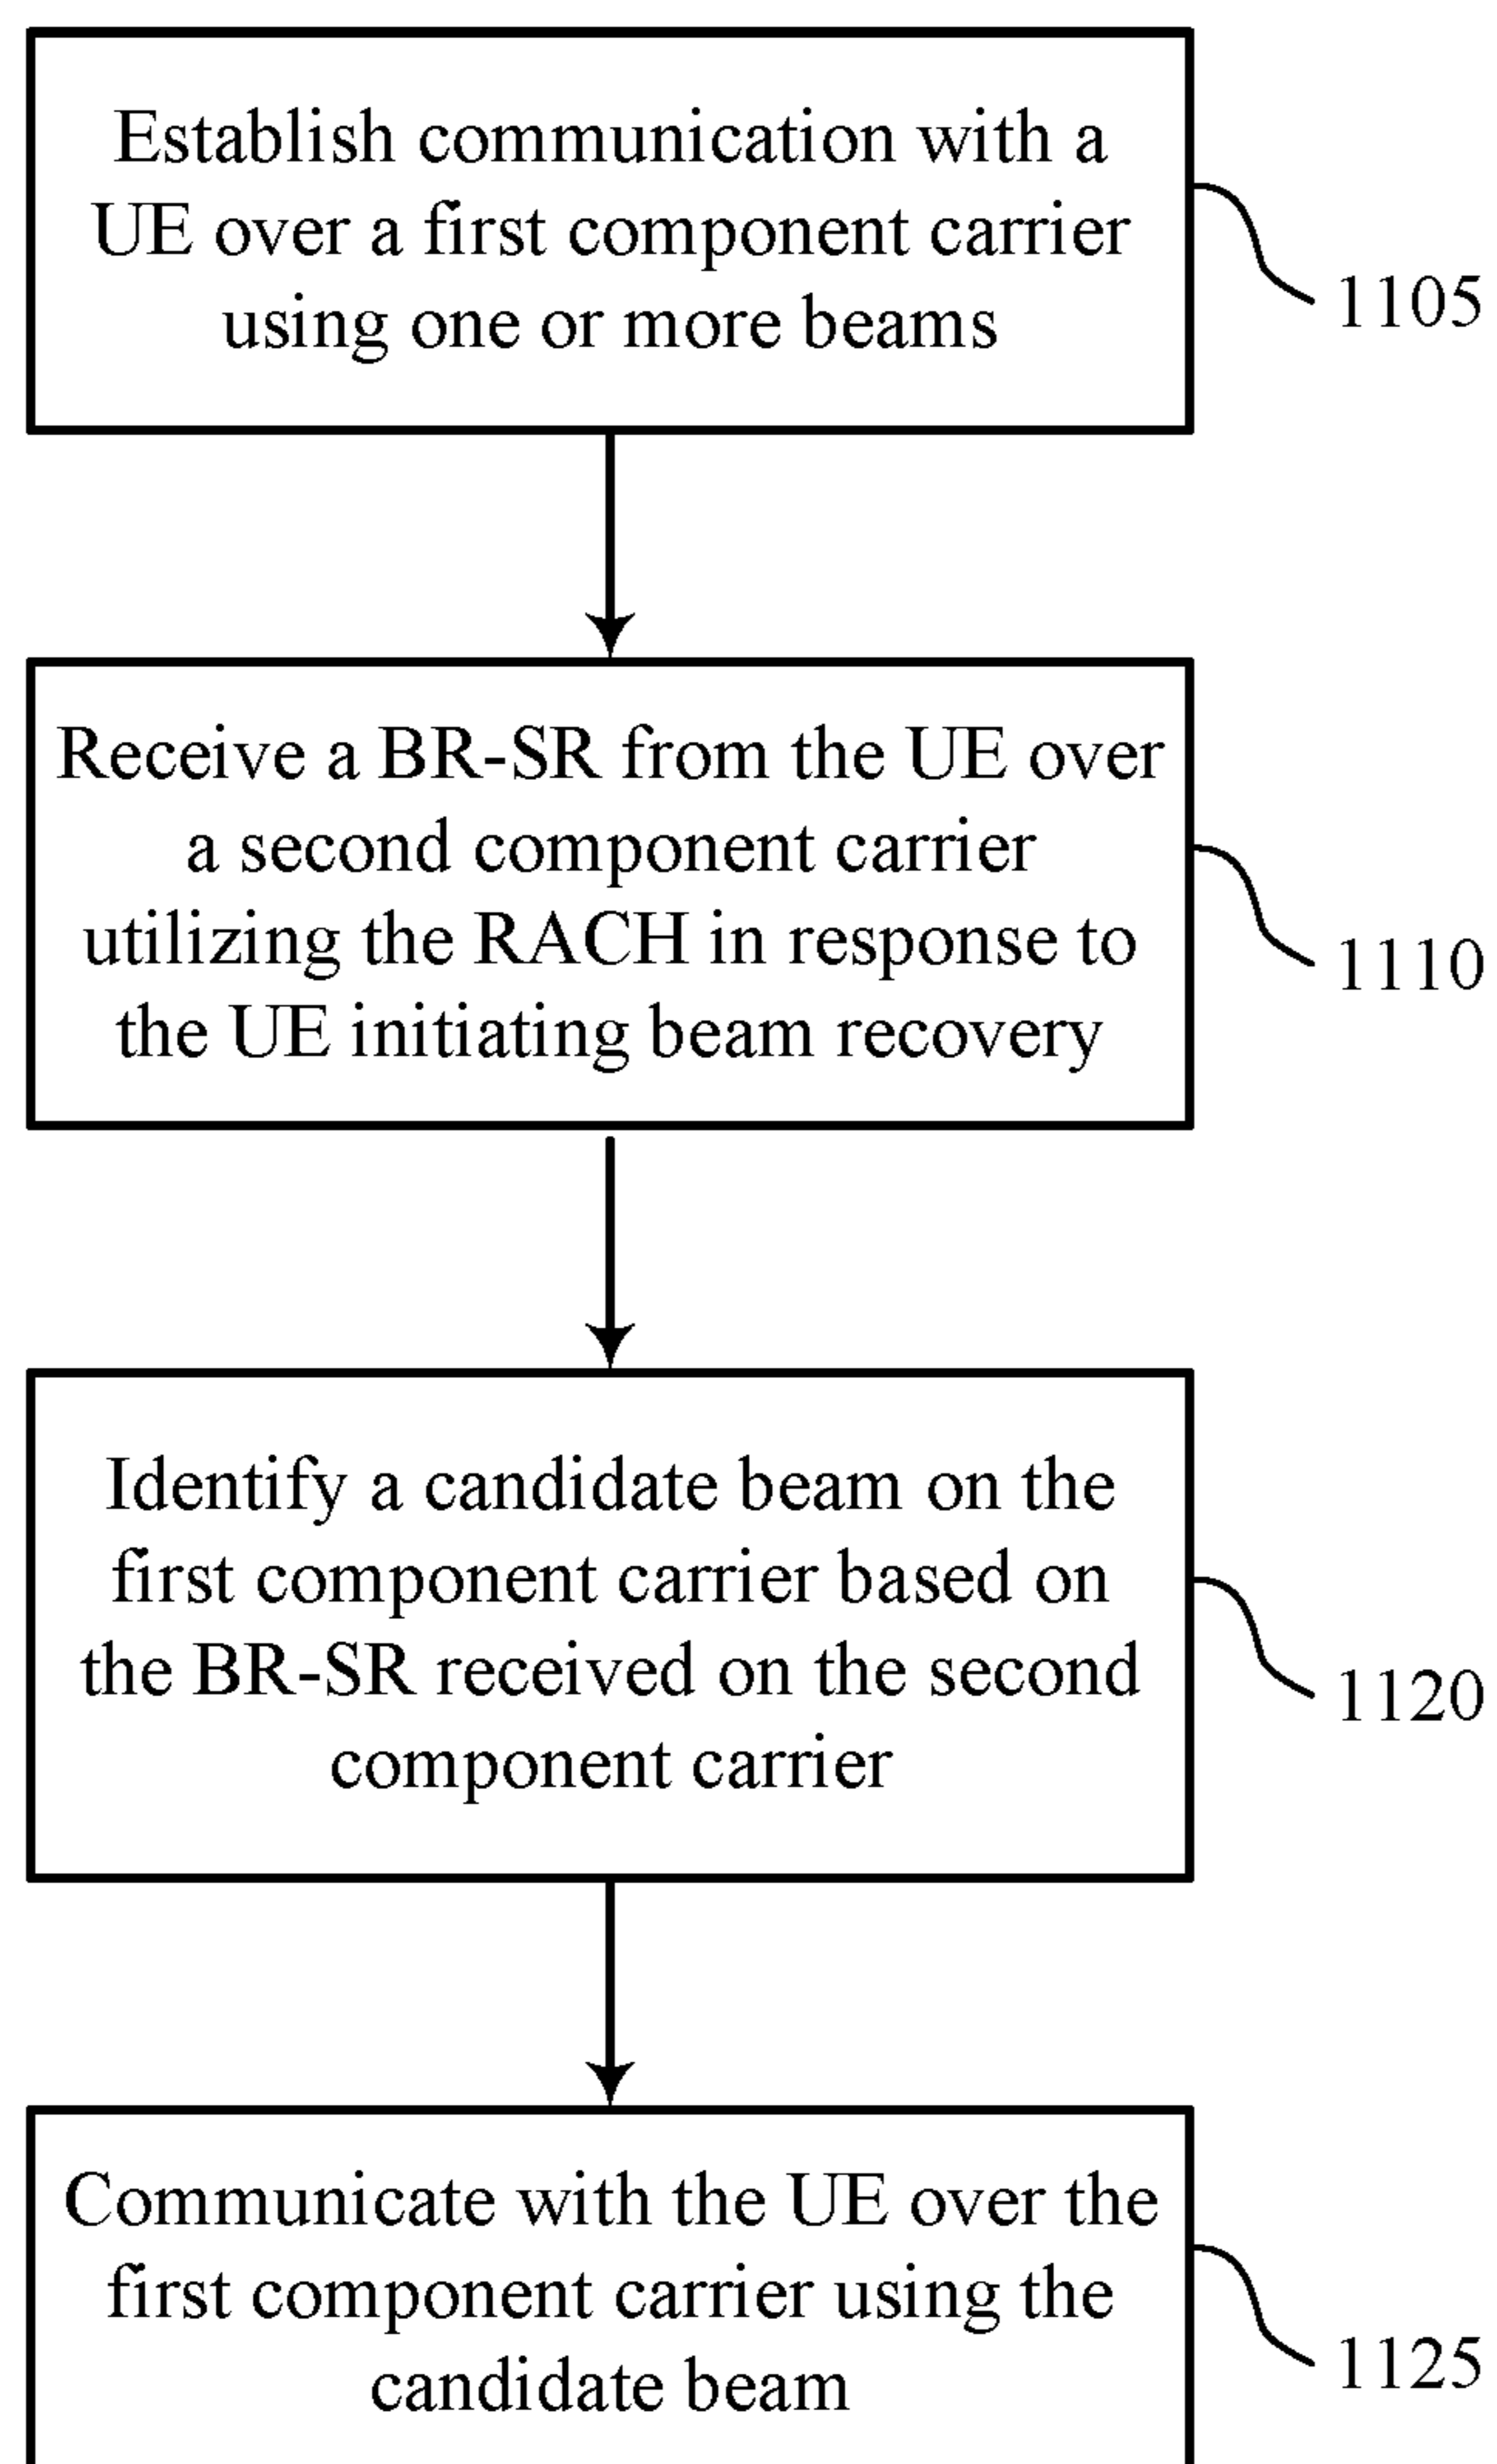 Establish communication with a
UE over a first component carrier
using one or more beams
1105
Receive a BR-SR from the UE over
a second component carrier
utilizing the RACH in response to
the UE initiating beam recovery
1110
Identify a candidate beam on the
first component carrier based on
the BR-SR received on the second
component carrier
1120
Communicate with the UE over the
first component carrier using the
candidate beam
1125